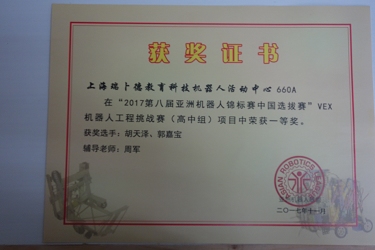 获奖证书
上海瑞卜德教育科技机器人活动中心 660A
在“2017第八届亚洲机器人锦标赛中国选拔赛”VEX
机器人工程挑战赛（高中组）项目中荣获一等奖。
获奖选手：胡天泽、郭嘉宝
辅导老师：周军
二〇一七年十一月